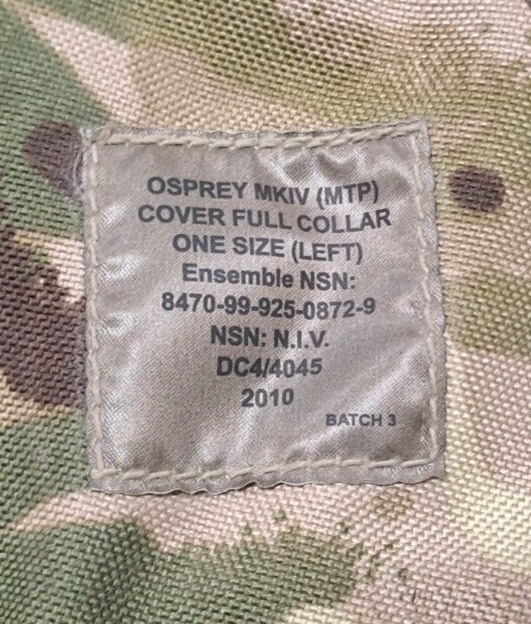 OSPREY MKIV (MTP)
COVER FULL COLLAR
ONE SIZE (LEFT)
Ensemble NSN:
8470-99-925-0872-9
NSN: N.I.V.
DC4/4045
2010
BATCH 3